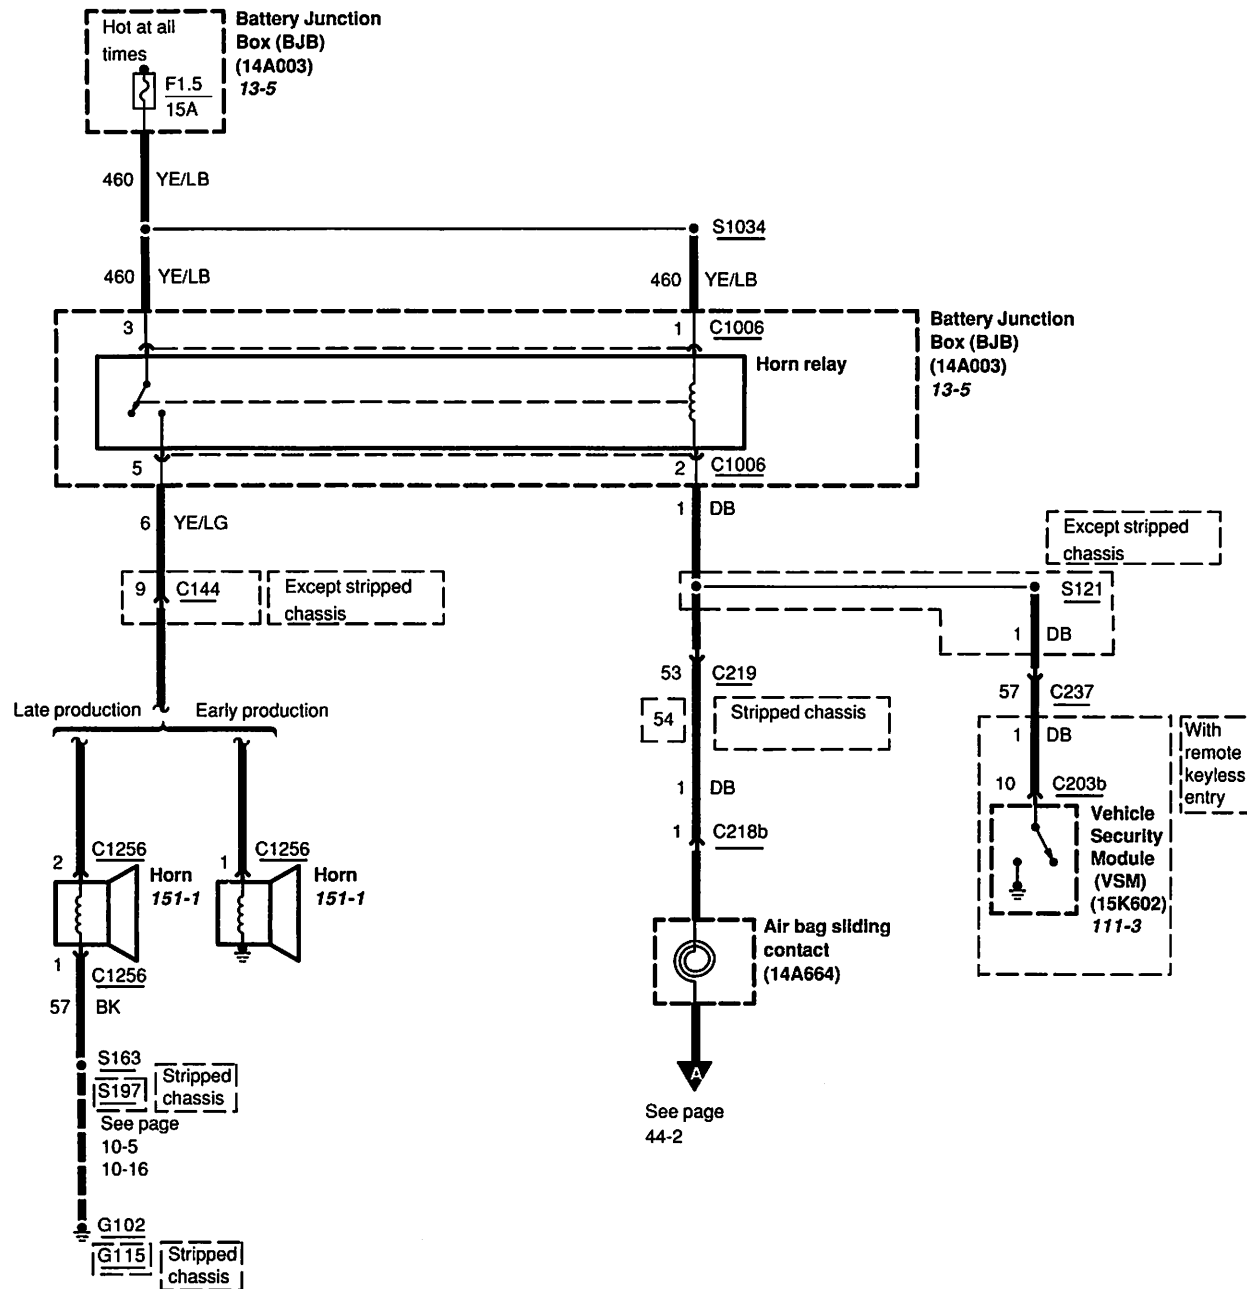 Hot at all
times
F1.5
15A
Battery Junction
Box (BJB)
(14A003)
13-5
460 YE/LB
S1034
460 YE/LB
460 YE/LB
3
1 C1006
Horn relay
Battery Junction
Box (BJB)
(14A003)
13-5
5
2 C1006
6 YE/LG
1 DB
9 C144
Except stripped
chassis
Except stripped
chassis
S121
1 DB
53 C219
54
Stripped chassis
57 C237
1 DB
With
remote
keyless
entry
Late production
Early production
1 DB
1 C218b
10 C203b
Vehicle
Security
Module
(VSM)
(15K602)
111-3
2 C1256
Horn
151-1
1 C1256
Horn
151-1
1
C1256
57 BK
Air bag sliding
contact
(14A664)
A
See page
44-2
S163
S197
Stripped
chassis
See page
10-5
10-16
G102
G115
Stripped
chassis